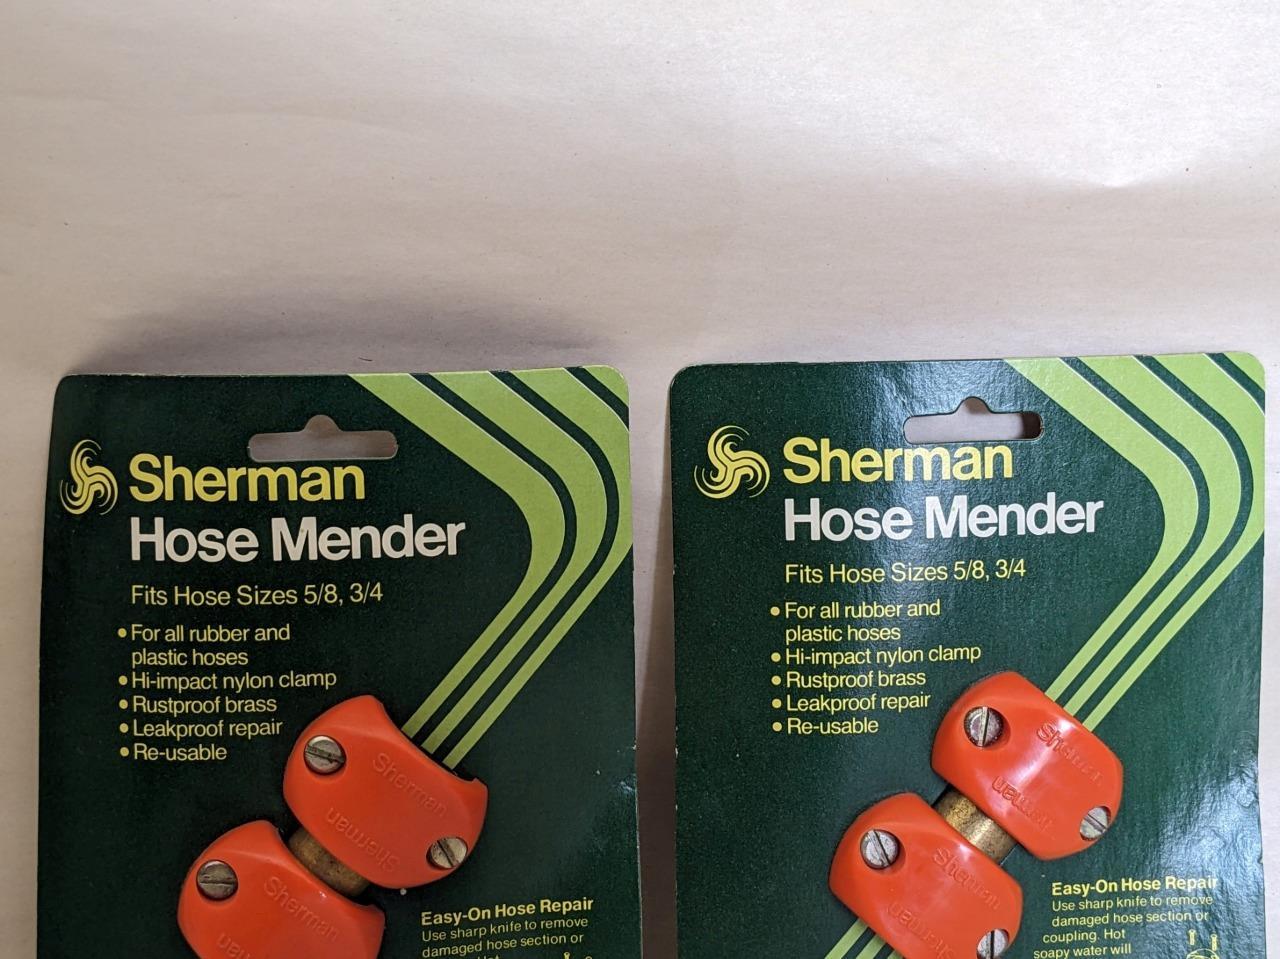 Sherman
Hose Mender
Fits Hose Sizes 5/8, 3/4
• For all rubber and
plastic hoses
• Hi-impact nylon clamp
• Rustproof brass
• Leakproof repair
• Re-usable
Sherman
Sherman
Sherman
Sherman
Easy-On Hose Repair
Use sharp knife to remove
damaged hose section or
Hot
Sherman
Hose Mender
Fits Hose Sizes 5/8, 3/4
• For all rubber and
plastic hoses
• Hi-impact nylon clamp
• Rustproof brass
• Leakproof repair
• Re-usable
Sherman
Sherman
Sherman
Sherman
Easy-On Hose Repair
Use sharp knife to remove
damaged hose section or
coupling. Hot
soapy water will